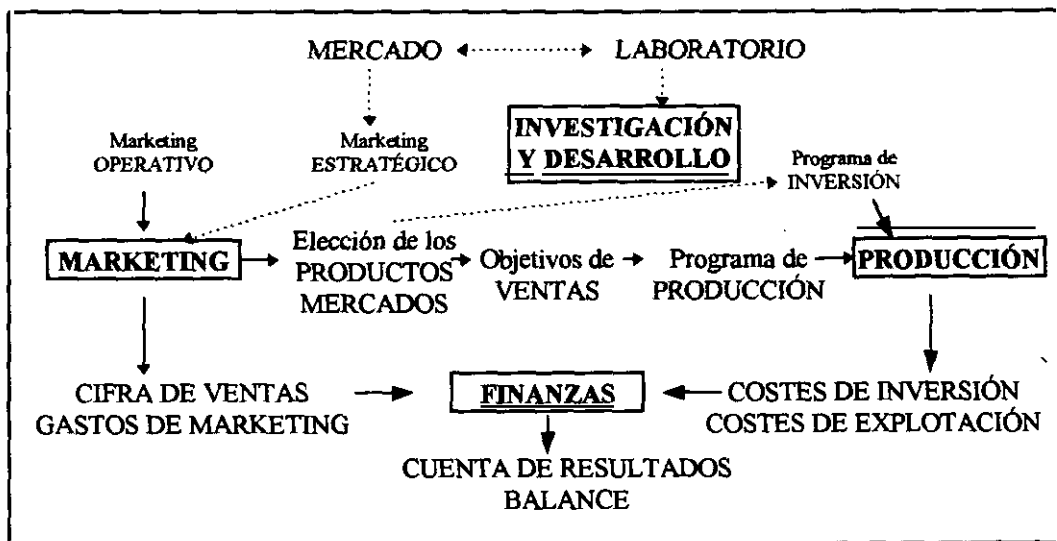 MERCADO LABORATORIO
Marketing
OPERATIVO
Marketing
ESTRATÉGICO
INVESTIGACIÓN
Y DESARROLLO
Programa de
INVERSIÓN
MARKETING
Elección de los
PRODUCTOS
MERCADOS
Objetivos de
VENTAS
Programa de
PRODUCCIÓN
PRODUCCIÓN
CIFRA DE VENTAS
GASTOS DE MARKETING
FINANZAS
COSTES DE INVERSIÓN
COSTES DE EXPLOTACIÓN
CUENTA DE RESULTADOS
BALANCE